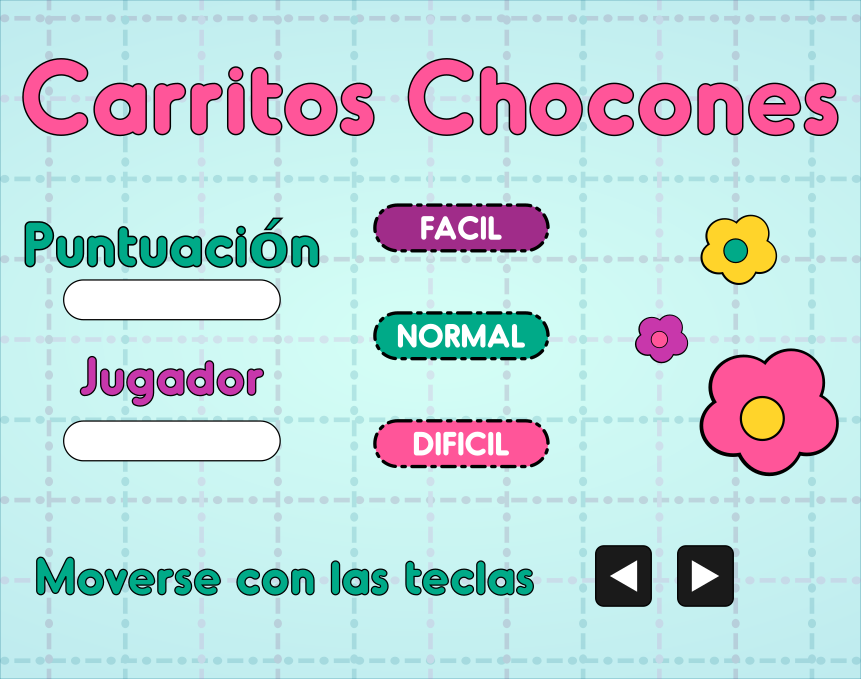 Carritos Chocones
Puntuación
Jugador
FACIL
NORMAL
DIFICIL
Moverse con las teclas